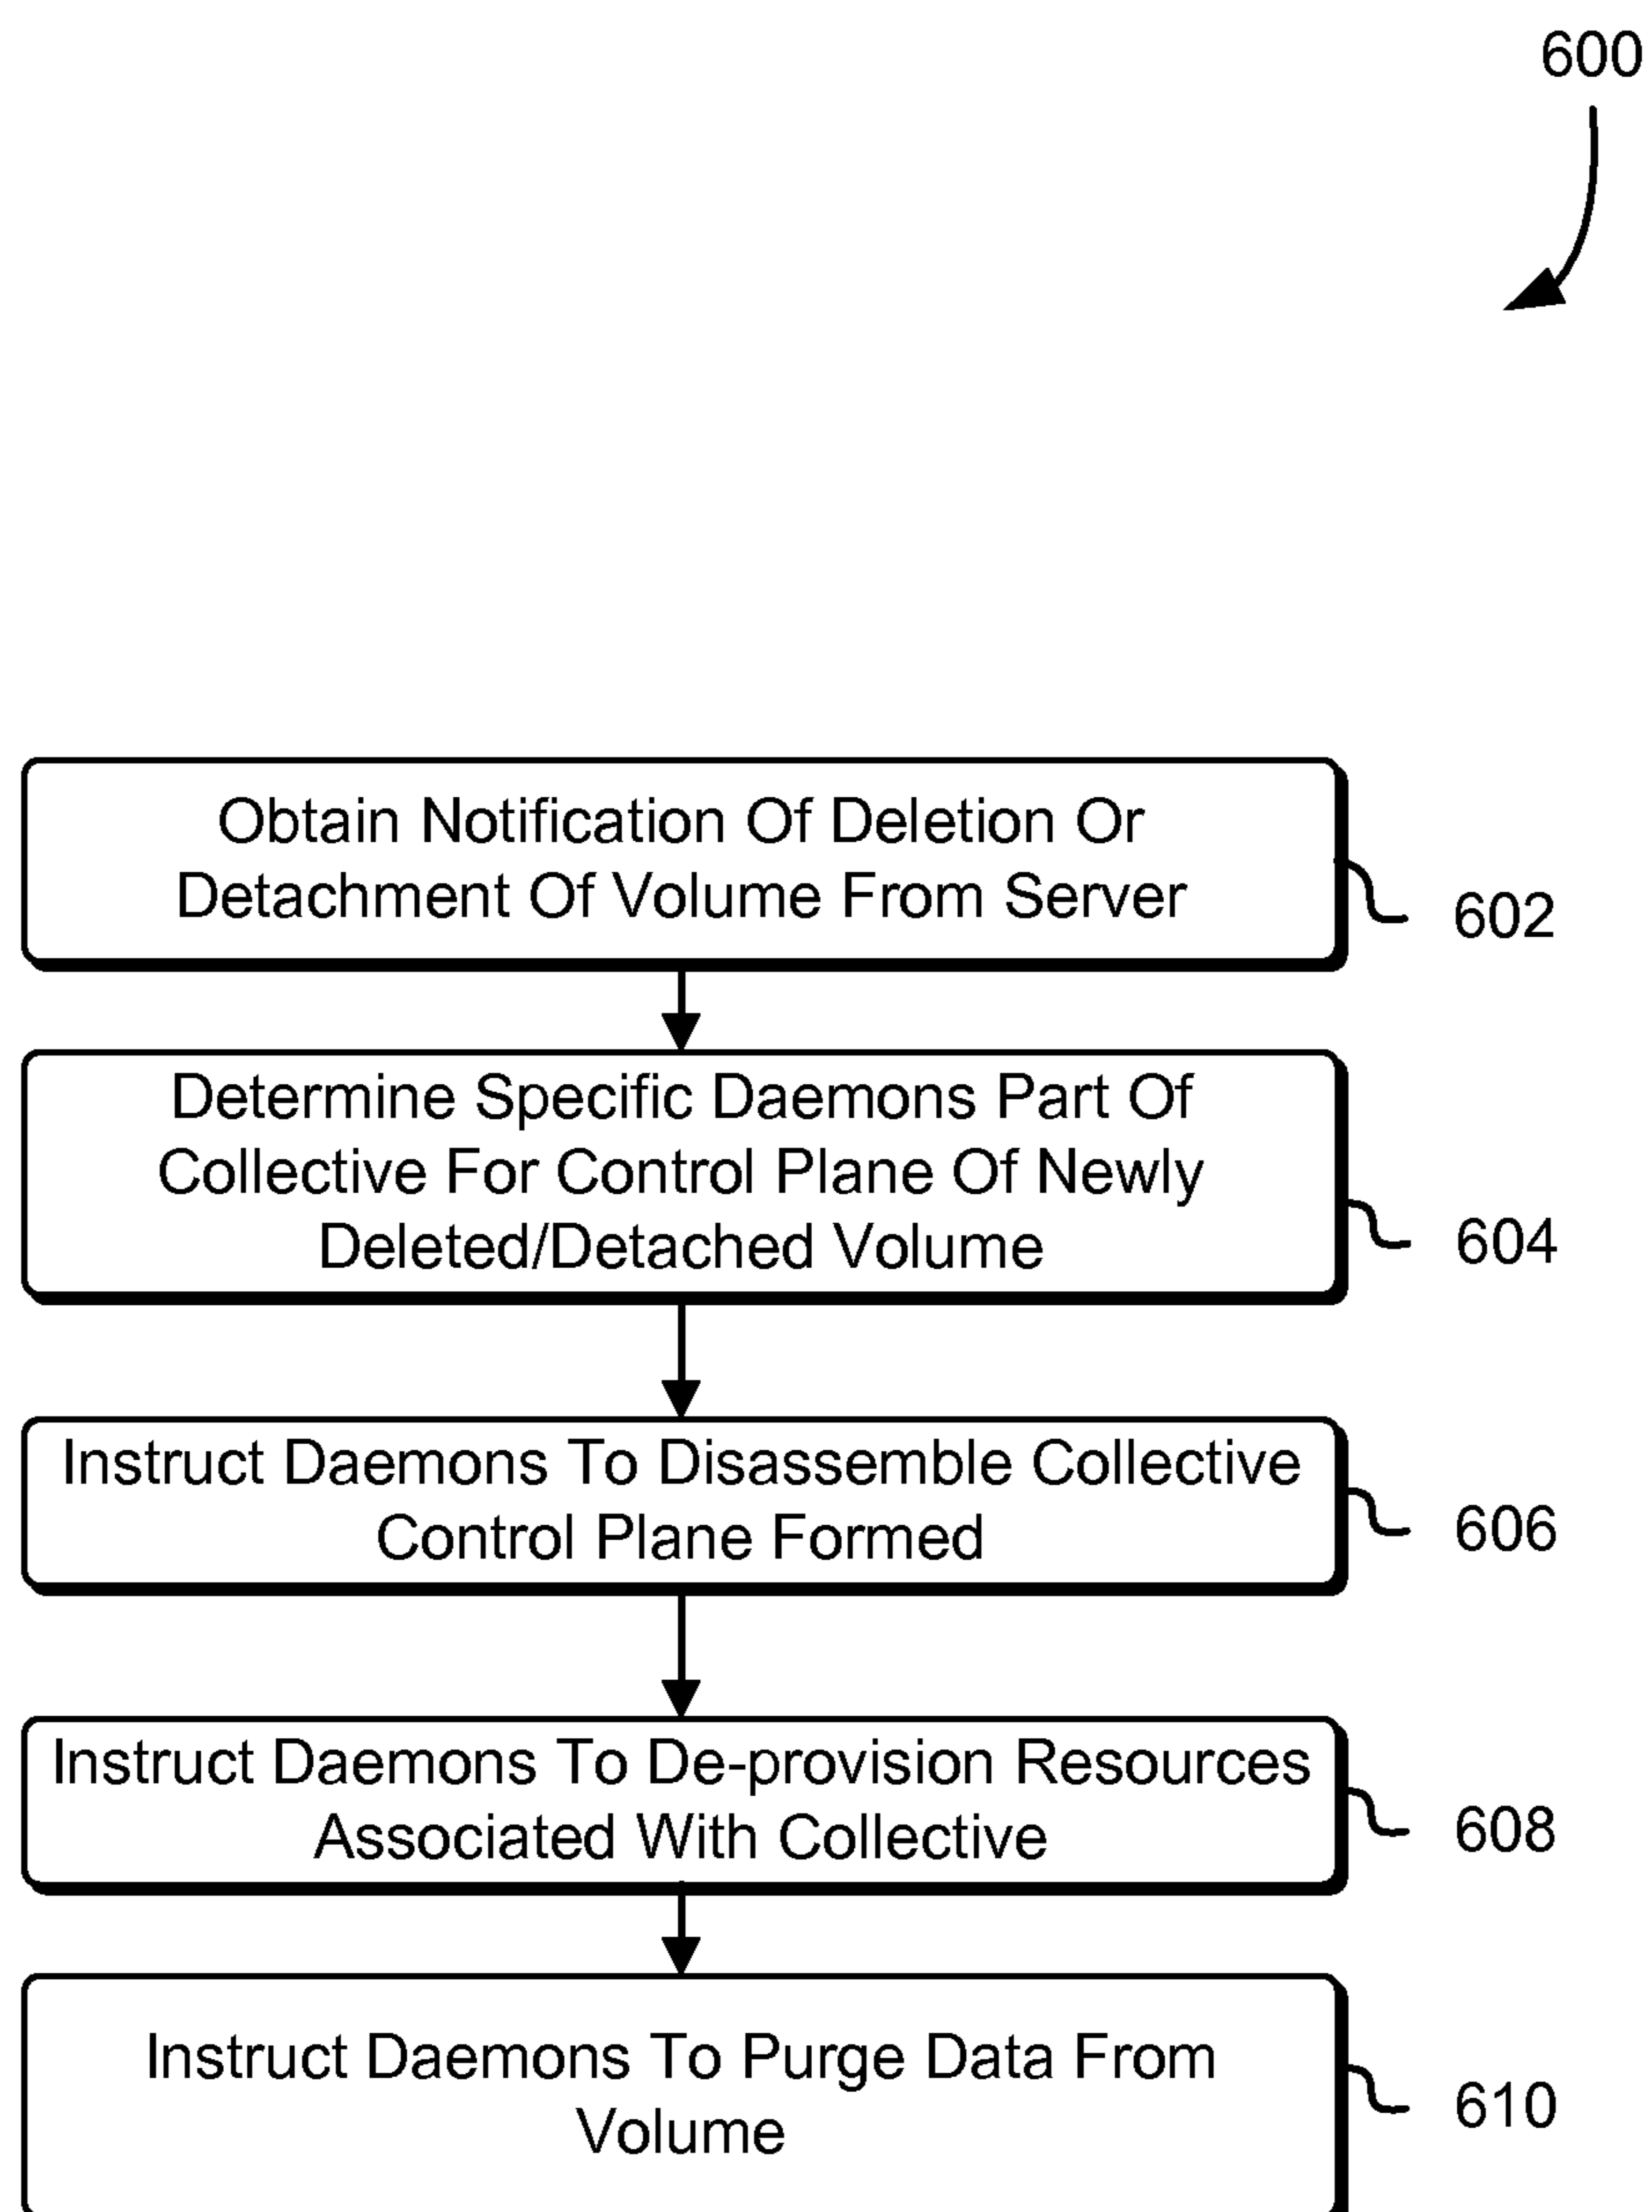 600
Obtain Notification Of Deletion Or
Detachment Of Volume From Server
602
Determine Specific Daemons Part Of
Collective For Control Plane Of Newly
Deleted/Detached Volume
604
Instruct Daemons To Disassemble Collective
Control Plane Formed
606
Instruct Daemons To De-provision Resources
Associated With Collective
608
Instruct Daemons To Purge Data From
Volume
610